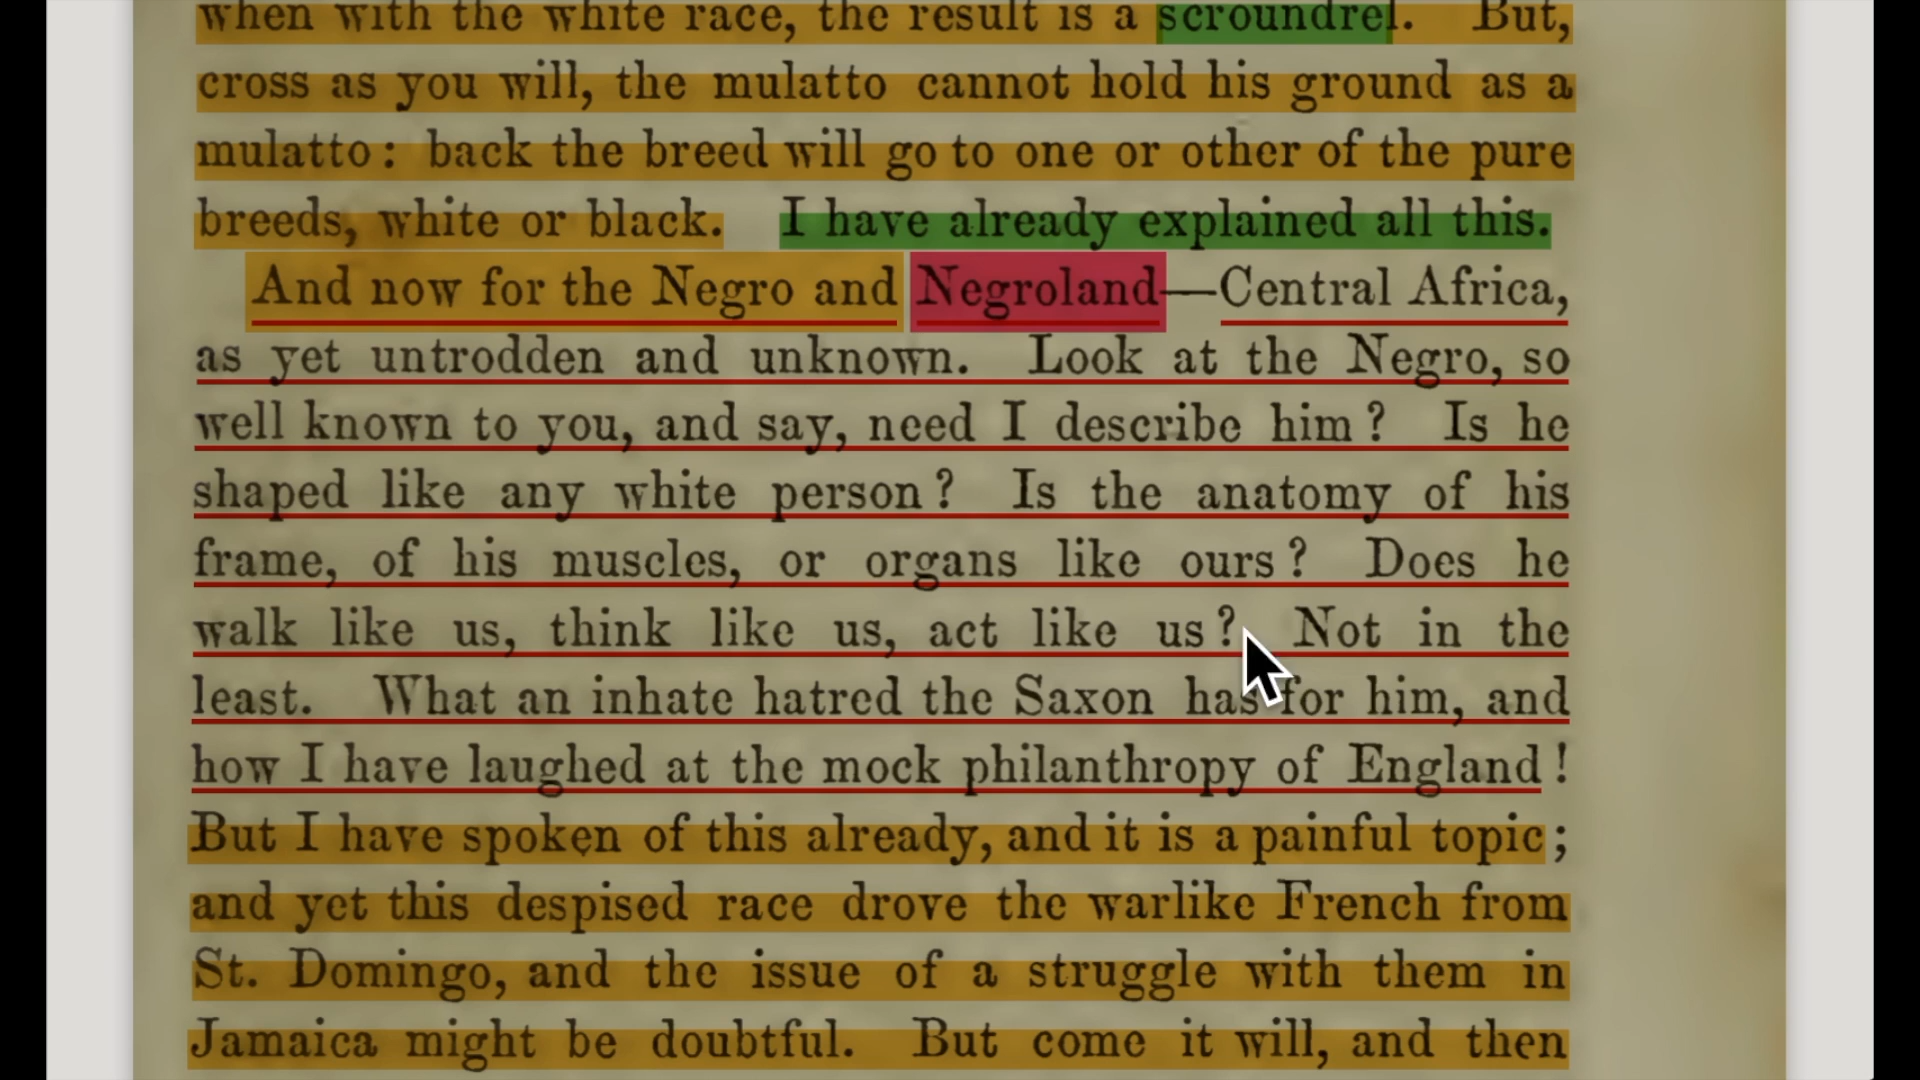 when with the white race, the result is a scroundrel. But,
cross as you will, the mulatto cannot hold his ground as a
mulatto: back the breed will go to one or other of the pure
breeds, white or black. I have already explained all this.
And now for the Negro and Negroland—Central Africa,
as yet untrodden and unknown. Look at the Negro, so
well known to you, and say, need I describe him? Is he
shaped like any white person? Is the anatomy of his
frame, of his muscles, or organs like ours? Does he
walk like us, think like us, act like us? Not in the
least. What an inhate hatred the Saxon has for him, and
how I have laughed at the mock philanthropy of England!
But I have spoken of this already, and it is a painful topic;
and yet this despised race drove the warlike French from
St. Domingo, and the issue of a struggle with them in
Jamaica might be doubtful. But come it will, and then